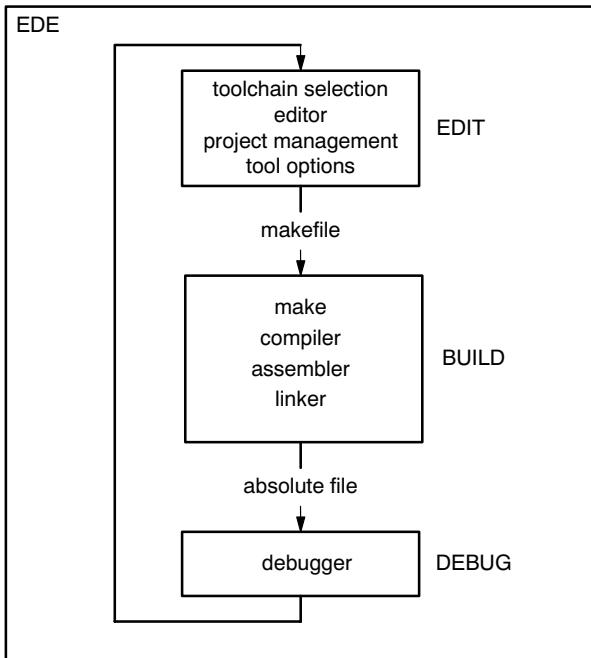 EDE
toolchain selection
editor
project management
tool options
EDIT
makefile
make
compiler
assembler
linker
BUILD
absolute file
debugger
DEBUG